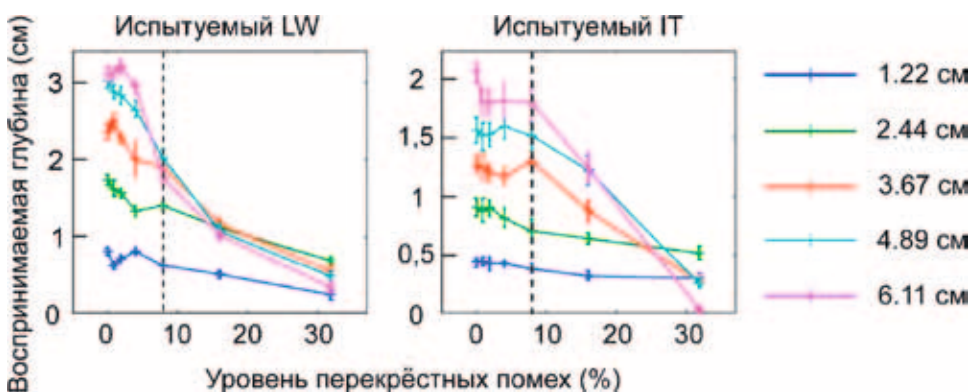 Испытуемый LW
Испытуемый IT
Воспринимаемая глубина (см)
3
2
1
0
0 10 20 30
2
1.5
1
0.5
0
0 10 20 30
Уровень перекрёстных помех (%)
1.22 см
2.44 см
3.67 см
4.89 см
6.11 см